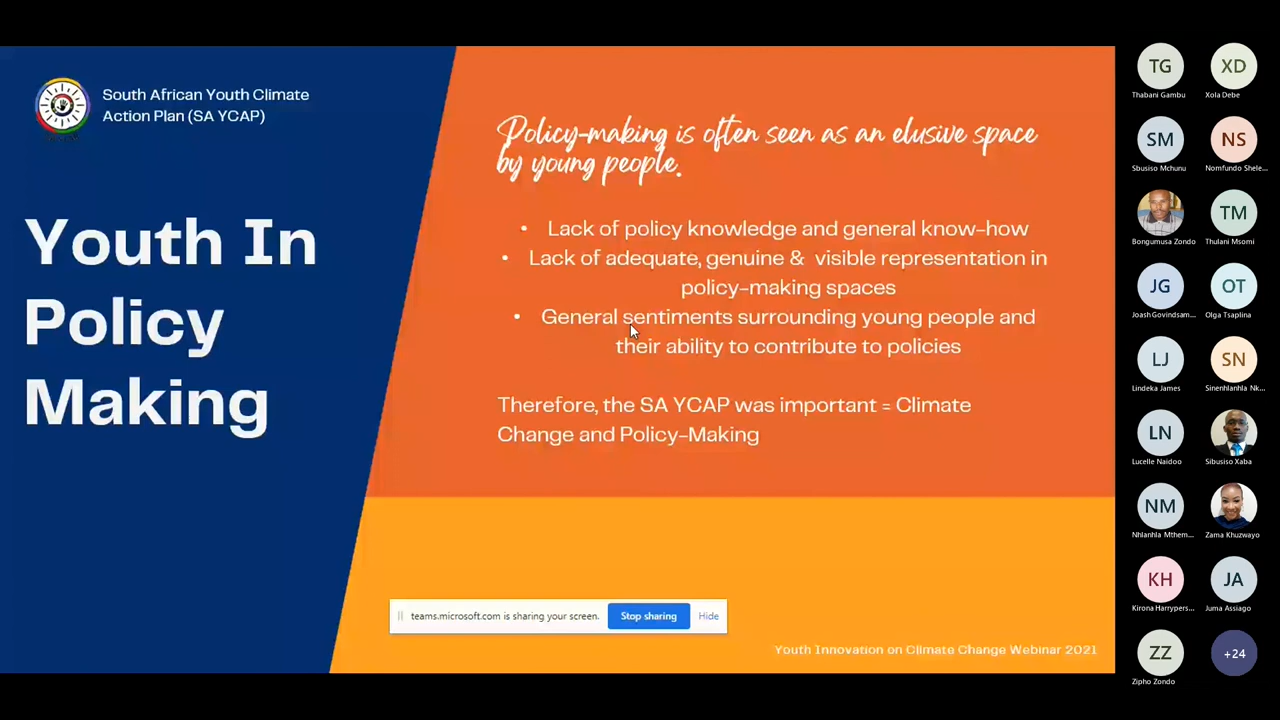 South African Youth Climate
Action Plan (SA YCAP)
Youth In
Policy
Making
Policy-making is often seen as an elusive space
by young people.
• Lack of policy knowledge and general know-how
• Lack of adequate, genuine & visible representation in
policy-making spaces
• General sentiments surrounding young people and
their ability to contribute to policies
Therefore, the SA YCAP was important = Climate
Change and Policy-Making
teams.microsoft.com is sharing your screen.
Stop sharing
Hide
Youth Innovation on Climate Change Webinar 2021
TG
XD
Thabani Gambu
Xola Debe
SM
NS
Sbusiso Mchunu
Nomfundo Shele...
TM
Bongumusa Zondo
Thulani Msomi
JG
OT
Joash Govindsam...
Olga Tsaplina
LJ
SN
Lindeka James
Sinenhlanhla Nk...
LN
Lucelle Naidoo
Sibusiso Xaba
NM
Nhlanhla Mthem...
Zama Khuzwayo
KH
JA
Kirona Harrypers...
Juma Assiago
ZZ
+24
Zipho Zondo